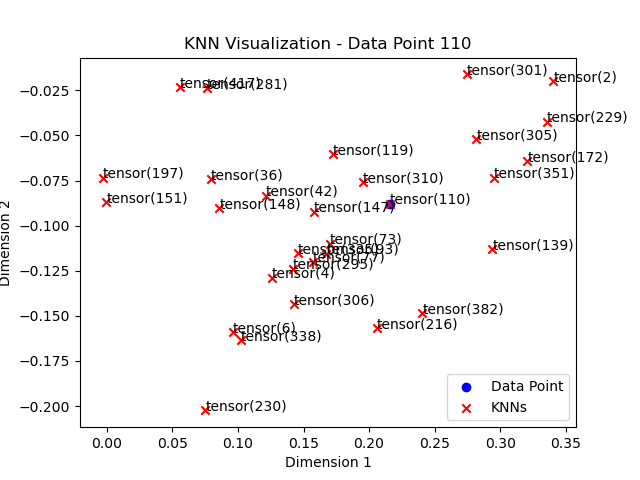 KNN Visualization - Data Point 110
tensor(301)
tensor(2)
tensor(417)
tensor(281)
−0.025
tensor(229)
tensor(305)
−0.050
tensor(119)
tensor(172)
tensor(197)
tensor(36)
tensor(310)
tensor(351)
−0.075
tensor(42)
tensor(151)
tensor(148)
tensor(147)
tensor(110)
−0.100
tensor(73)
tensor(93)
tensor(139)
tensor(77)
−0.125
tensor(295)
tensor(4)
tensor(306)
tensor(382)
−0.150
tensor(216)
tensor(6)
tensor(338)
−0.175
tensor(230)
−0.200
Dimension 2
Data Point
KNNs
0.00 0.05 0.10 0.15 0.20 0.25 0.30 0.35
Dimension 1